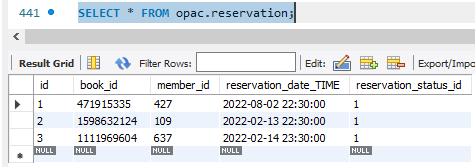 441 SELECT * FROM opac.reservation;
Result Grid Filter Rows: Edit: Export/Impo
id book_id member_id reservation_date_TIME reservation_status_id
1 471915335 427 2022-08-02 22:30:00 1
2 1598632124 109 2022-02-13 22:30:00 1
3 1111969604 637 2022-02-14 23:30:00 1
NULL NULL NULL NULL NULL